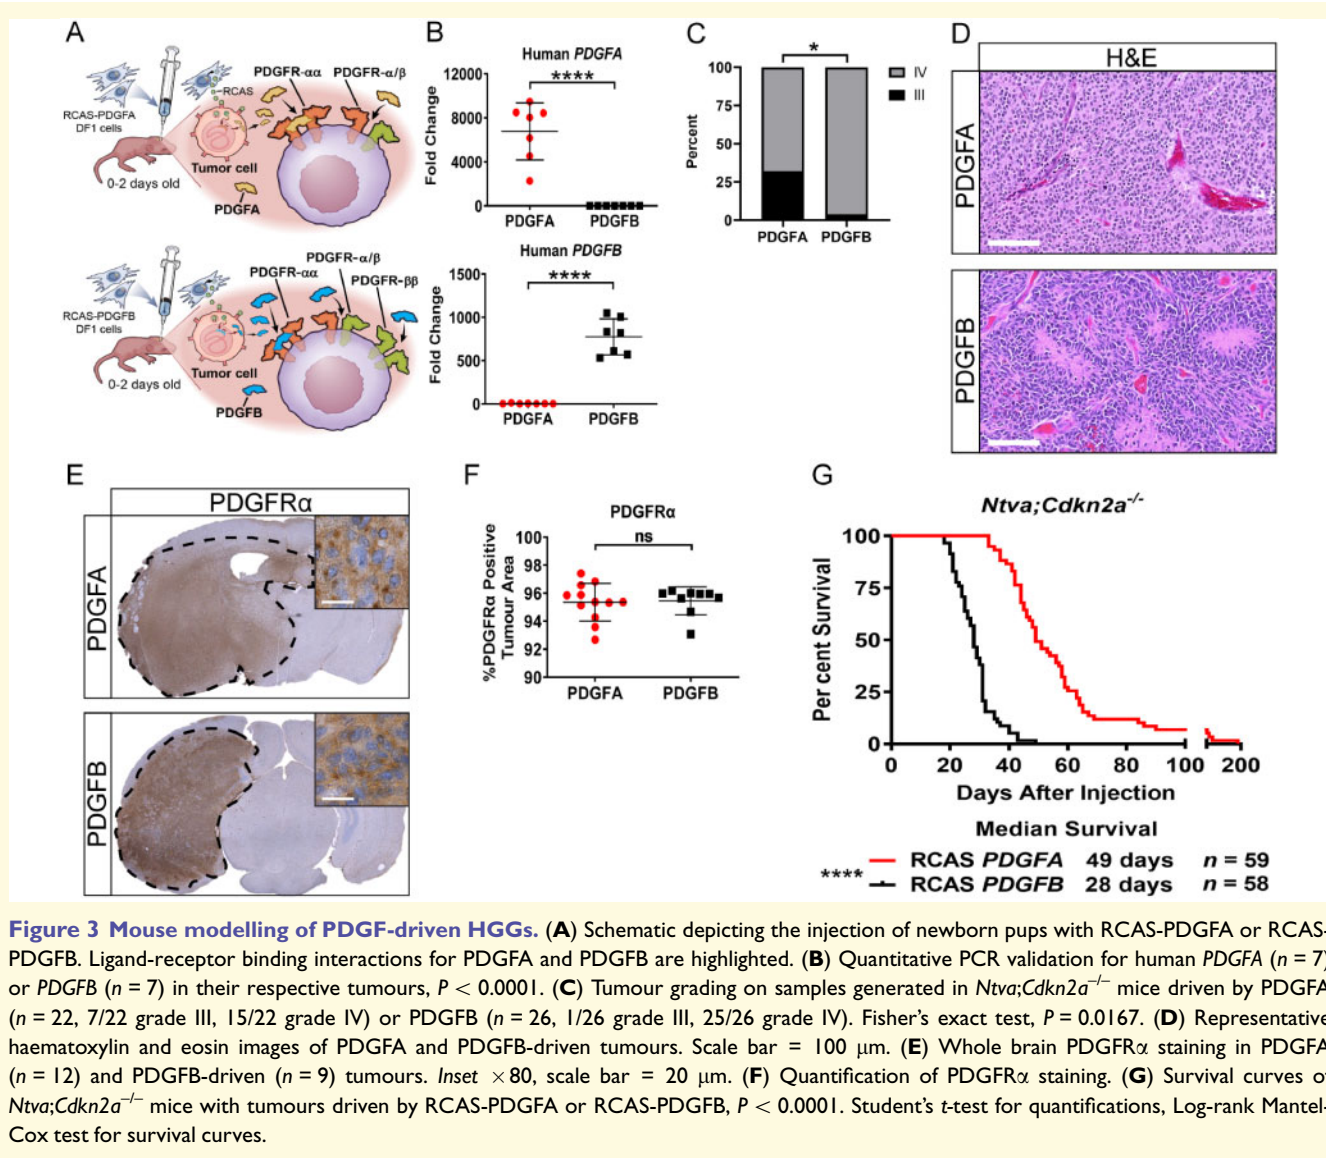 A
RCAS-PDGFA
DF1 cells
0-2 days old
RCAS
Tumor cell
PDGFA
PDGFR-αα
PDGFR-α/β
RCAS-PDGFB
DF1 cells
0-2 days old
Tumor cell
PDGFB
PDGFR-αα
PDGFR-α/β
PDGFR-ββ
B
Human PDGFA
****
Fold Change
12000
8000
4000
0
PDGFA
PDGFB
Human PDGFB
****
Fold Change
1500
1000
500
0
PDGFA
PDGFB
C
*
Percent
100
75
50
25
0
PDGFA
PDGFB
IV
III
D
H&E
PDGFA
PDGFB
E
PDGFRα
PDGFA
PDGFB
F
PDGFRα
ns
%PDGFRα Positive
Tumour Area
100
98
96
94
92
90
PDGFA
PDGFB
G
Ntva;Cdkn2a-/-
Per cent Survival
100
75
50
25
0
0 20 40 60 80 100 200
Days After Injection
Median Survival
RCAS PDGFA 49 days n = 59
****
RCAS PDGFB 28 days n = 58
Figure 3 Mouse modelling of PDGF-driven HGGs. (A) Schematic depicting the injection of newborn pups with RCAS-PDGFA or RCAS-
PDGFB. Ligand-receptor binding interactions for PDGFA and PDGFB are highlighted. (B) Quantitative PCR validation for human PDGFA (n = 7)
or PDGFB (n = 7) in their respective tumours, P < 0.0001. (C) Tumour grading on samples generated in Ntva;Cdkn2a–/– mice driven by PDGFA
(n = 22, 7/22 grade III, 15/22 grade IV) or PDGFB (n = 26, 1/26 grade III, 25/26 grade IV). Fisher's exact test, P = 0.0167. (D) Representative
haematoxylin and eosin images of PDGFA and PDGFB-driven tumours. Scale bar = 100 μm. (E) Whole brain PDGFRα staining in PDGFA
(n = 12) and PDGFB-driven (n = 9) tumours. Inset ×80, scale bar = 20 μm. (F) Quantification of PDGFRα staining. (G) Survival curves of
Ntva;Cdkn2a–/– mice with tumours driven by RCAS-PDGFA or RCAS-PDGFB, P < 0.0001. Student's t-test for quantifications, Log-rank Mantel-
Cox test for survival curves.